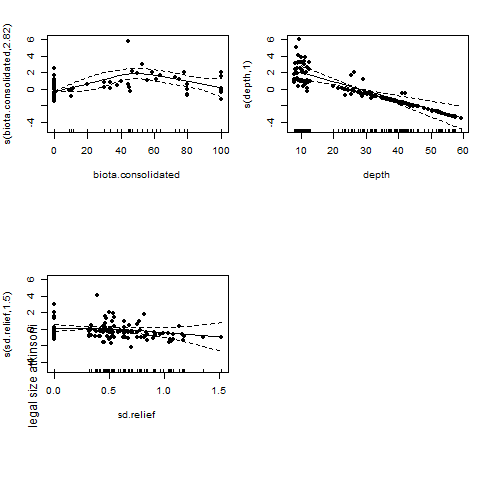 s(biota.consolidated,2.82)
6
4
2
0
-4
0 20 40 60 80 100
biota.consolidated
s(depth,1)
6
4
2
0
-4
10 20 30 40 50 60
depth
s(sd.relief,1.5)
legal size atkinsoni
6
4
2
0
0.0 0.5 1.0 1.5
sd.relief